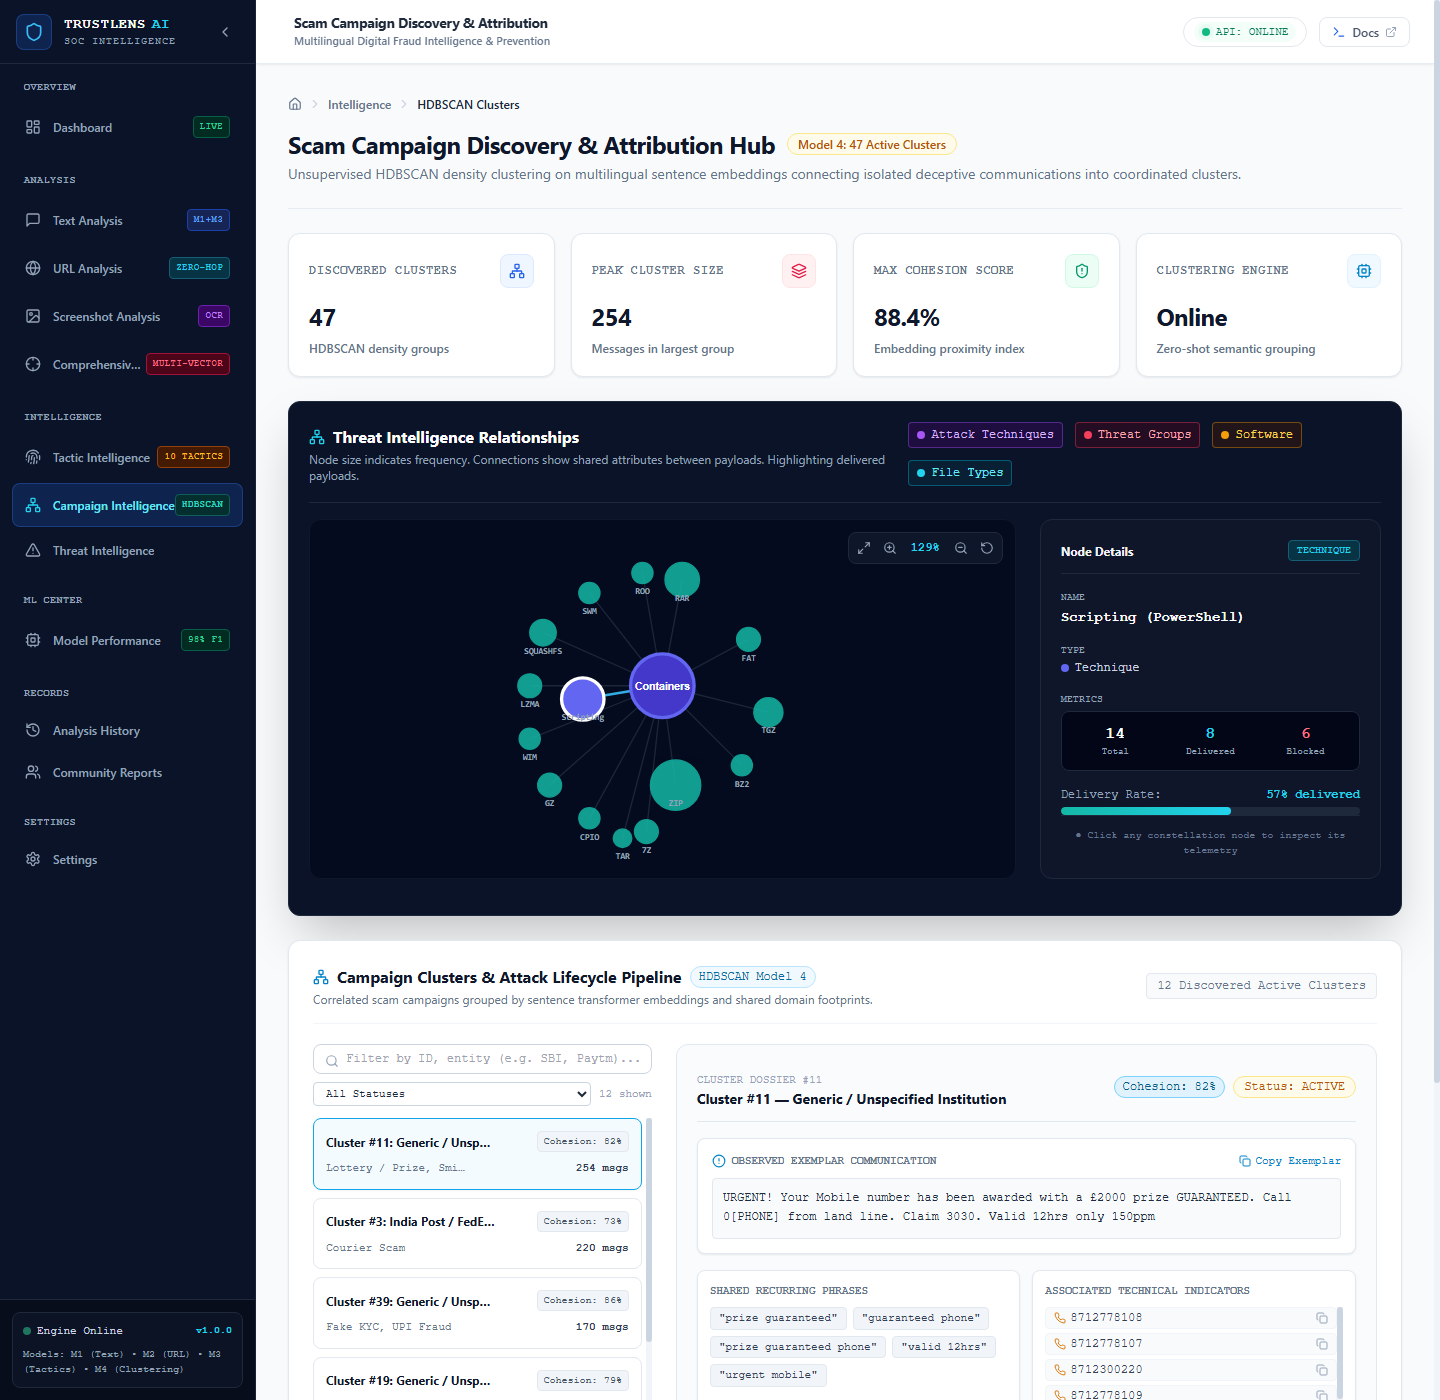 TRUSTLENS AI
SOC INTELLIGENCE
OVERVIEW
Dashboard
LIVE
ANALYSIS
Text Analysis
M1+M3
URL Analysis
ZERO-HOP
Screenshot Analysis
OCR
Comprehensiv...
MULTI-VECTOR
INTELLIGENCE
Tactic Intelligence
10 TACTICS
Campaign Intelligence
HDBSCAN
Threat Intelligence
ML CENTER
Model Performance
98% F1
RECORDS
Analysis History
Community Reports
SETTINGS
Settings
Engine Online
v1.0.0
Models: M1 (Text) • M2 (URL) • M3
(Tactics) • M4 (Clustering)
Scam Campaign Discovery & Attribution
Multilingual Digital Fraud Intelligence & Prevention
API: ONLINE
Docs
Intelligence
HDBSCAN Clusters
Scam Campaign Discovery & Attribution Hub
Model 4: 47 Active Clusters
Unsupervised HDBSCAN density clustering on multilingual sentence embeddings connecting isolated deceptive communications into coordinated clusters.
DISCOVERED CLUSTERS
47
HDBSCAN density groups
PEAK CLUSTER SIZE
254
Messages in largest group
MAX COHESION SCORE
88.4%
Embedding proximity index
CLUSTERING ENGINE
Online
Zero-shot semantic grouping
Threat Intelligence Relationships
Node size indicates frequency. Connections show shared attributes between payloads. Highlighting delivered
payloads.
Attack Techniques
Threat Groups
Software
File Types
129%
ROO
RAR
SWM
SQUASHFS
FAT
LZMA
Containers
Scripting
TGZ
WIM
BZ2
GZ
ZIP
CPIO
TAR
7Z
Node Details
TECHNIQUE
NAME
Scripting (PowerShell)
TYPE
Technique
METRICS
14
Total
8
Delivered
6
Blocked
Delivery Rate:
57% delivered
● Click any constellation node to inspect its
telemetry
Campaign Clusters & Attack Lifecycle Pipeline
HDBSCAN Model 4
Correlated scam campaigns grouped by sentence transformer embeddings and shared domain footprints.
12 Discovered Active Clusters
Filter by ID, entity (e.g. SBI, Paytm)...
All Statuses
12 shown
Cluster #11: Generic / Unsp...
Cohesion: 82%
Lottery / Prize, Smi…
254 msgs
Cluster #3: India Post / FedE...
Cohesion: 73%
Courier Scam
220 msgs
Cluster #39: Generic / Unsp...
Cohesion: 86%
Fake KYC, UPI Fraud
170 msgs
Cluster #19: Generic / Unsp...
Cohesion: 79%
CLUSTER DOSSIER #11
Cluster #11 — Generic / Unspecified Institution
Cohesion: 82%
Status: ACTIVE
OBSERVED EXEMPLAR COMMUNICATION
Copy Exemplar
URGENT! Your Mobile number has been awarded with a £2000 prize GUARANTEED. Call
0[PHONE] from land line. Claim 3030. Valid 12hrs only 150ppm
SHARED RECURRING PHRASES
"prize guaranteed"
"guaranteed phone"
"prize guaranteed phone"
"valid 12hrs"
"urgent mobile"
ASSOCIATED TECHNICAL INDICATORS
8712778108
8712778107
8712300220
8712778109